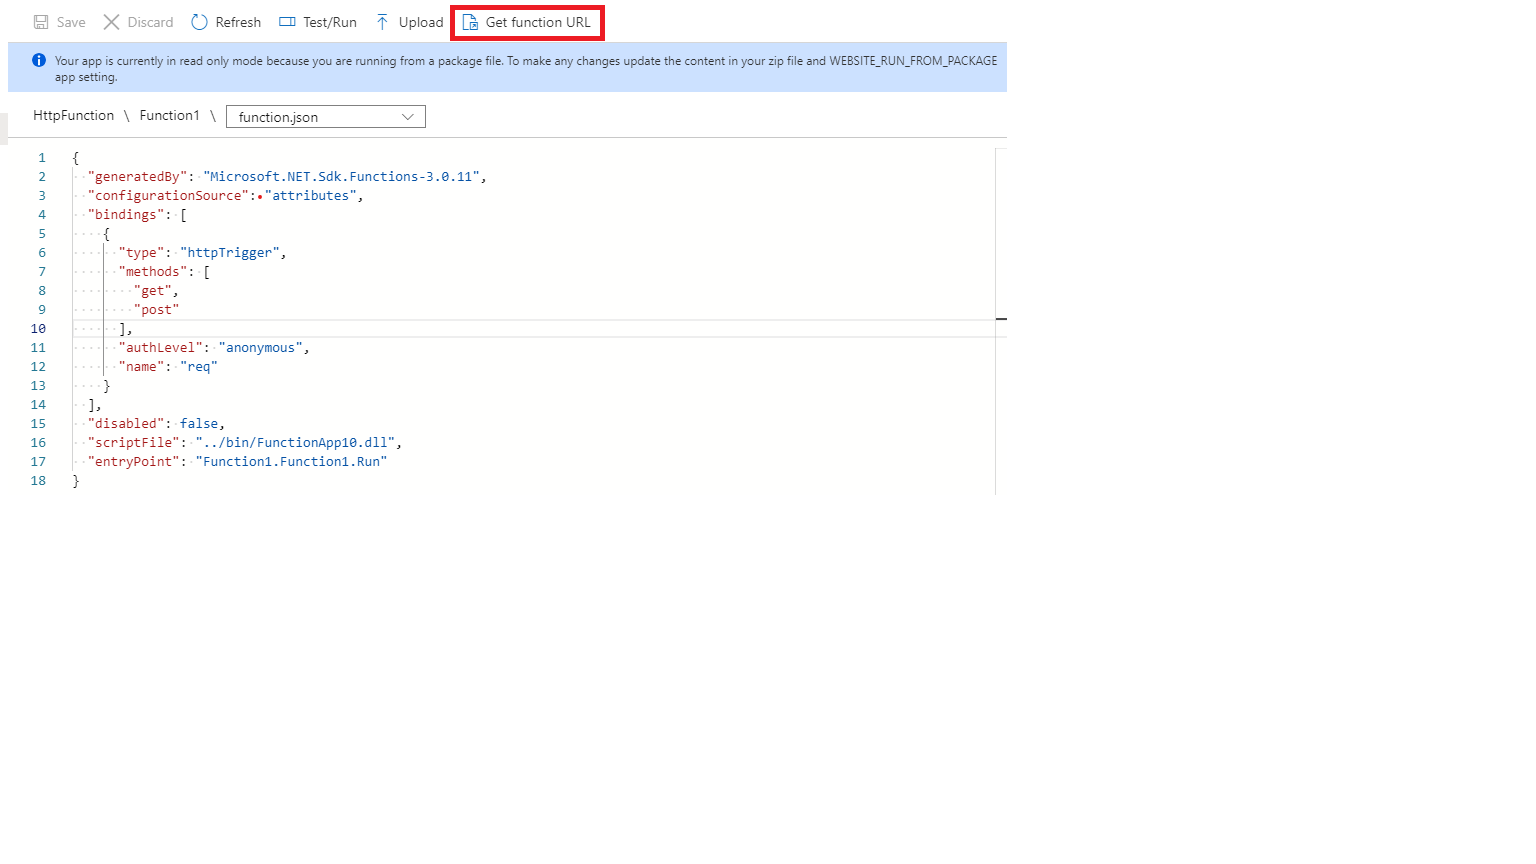 Save Discard Refresh Test/Run Upload Get function URL
Your app is currently in read only mode because you are running from a package file. To make any changes update the content in your zip file and WEBSITE_RUN_FROM_PACKAGE
app setting.
HttpFunction \ Function1 \ function.json
1 {
2 "generatedBy": "Microsoft.NET.Sdk.Functions-3.0.11",
3 "configurationSource": "attributes",
4 "bindings": [
5 {
6 "type": "httpTrigger",
7 "methods": [
8 "get",
9 "post"
10 ],
11 "authLevel": "anonymous",
12 "name": "req"
13 }
14 ],
15 "disabled": false,
16 "scriptFile": "../bin/FunctionApp10.dll",
17 "entryPoint": "Function1.Function1.Run"
18 }